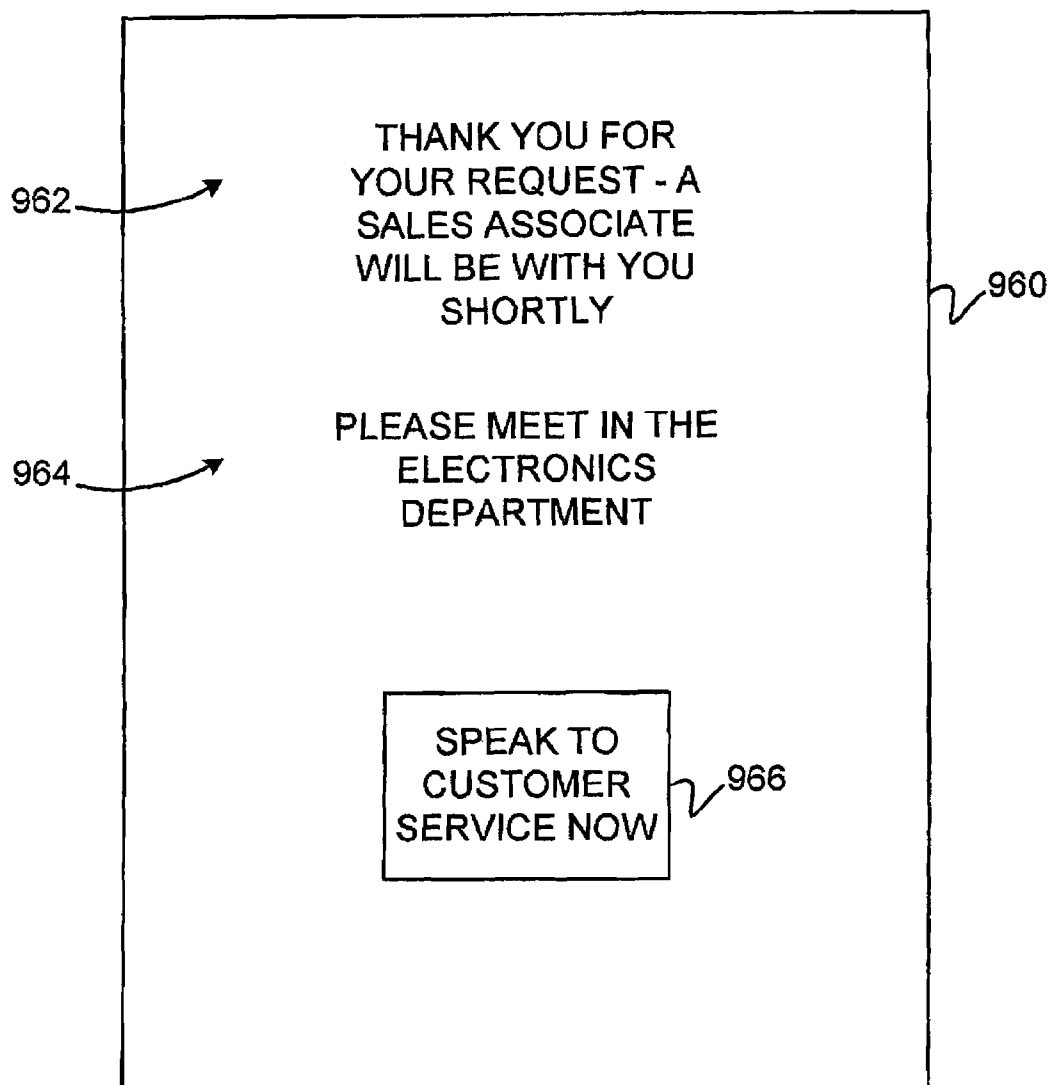 THANK YOU FOR
YOUR REQUEST - A
SALES ASSOCIATE
WILL BE WITH YOU
SHORTLY
962
960
PLEASE MEET IN THE
ELECTRONICS
DEPARTMENT
964
SPEAK TO
CUSTOMER
SERVICE NOW
966